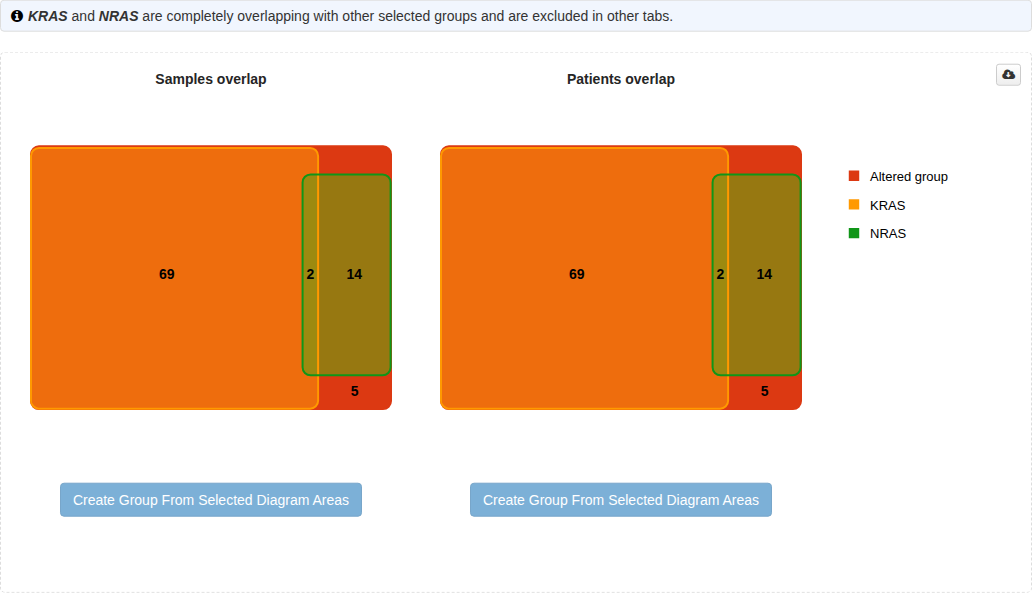 KRAS and NRAS are completely overlapping with other selected groups and are excluded in other tabs.
Samples overlap
Patients overlap
Altered group
KRAS
NRAS
69
2
14
5
69
2
14
5
Create Group From Selected Diagram Areas
Create Group From Selected Diagram Areas